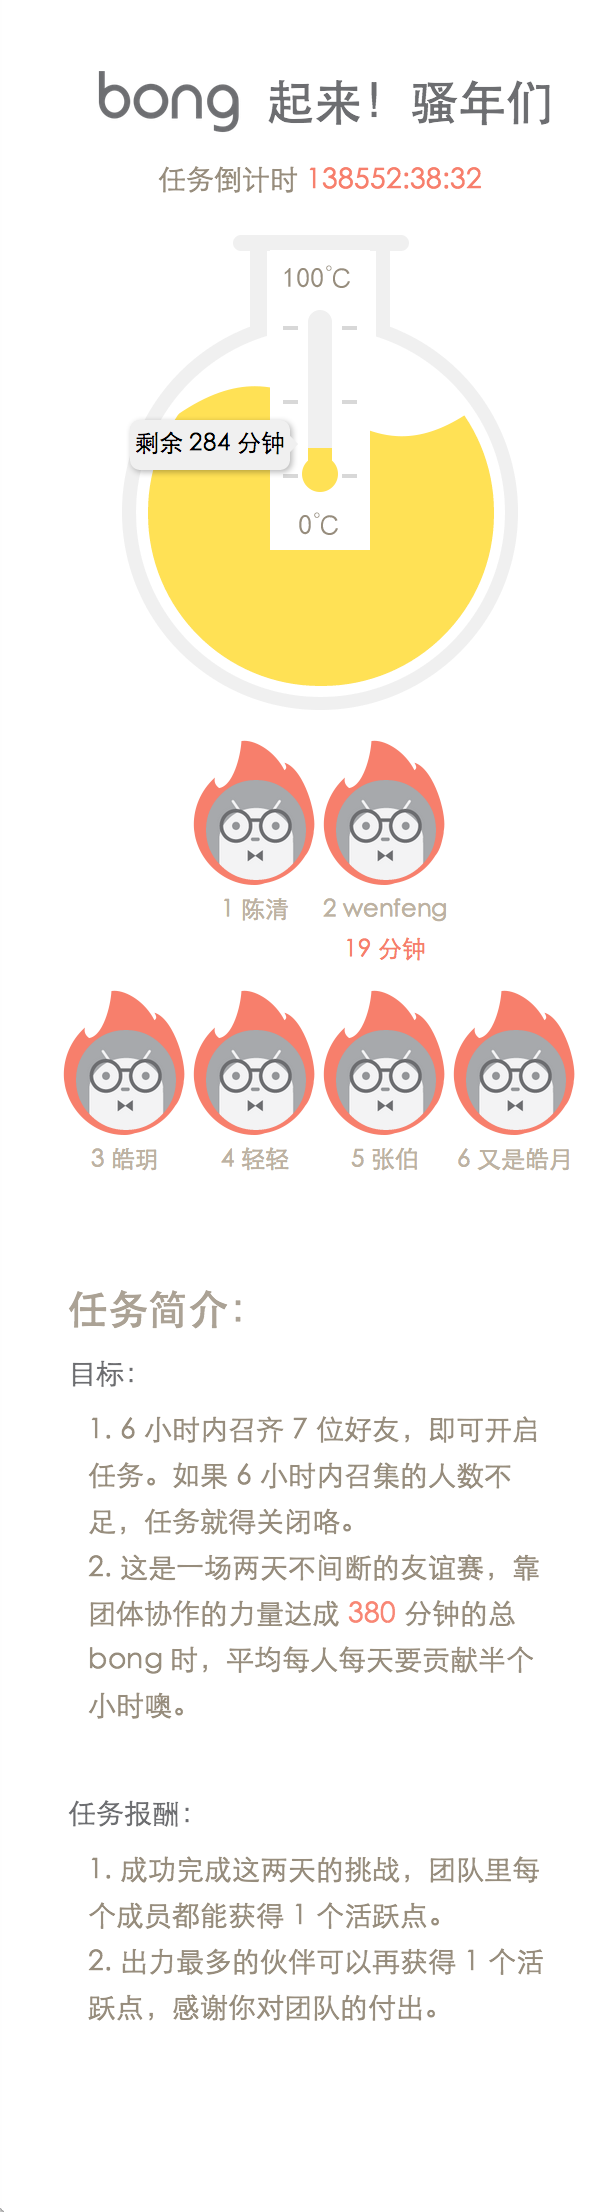 bong 起来！骚年们
任务倒计时 138552:38:32
100°C
剩余 284 分钟
0°C
1 陈清
2 wenfeng
19 分钟
3 皓玥
4 轻轻
5 张伯
6 又是皓月
任务简介：
目标：
1. 6 小时内召齐 7 位好友，即可开启
任务。如果 6 小时内召集的人数不
足，任务就得关闭咯。
2. 这是一场两天不间断的友谊赛，靠
团体协作的力量达成 380 分钟的总
bong 时，平均每人每天要贡献半个
小时噢。
任务报酬：
1. 成功完成这两天的挑战，团队里每
个成员都能获得 1 个活跃点。
2. 出力最多的伙伴可以再获得 1 个活
跃点，感谢你对团队的付出。